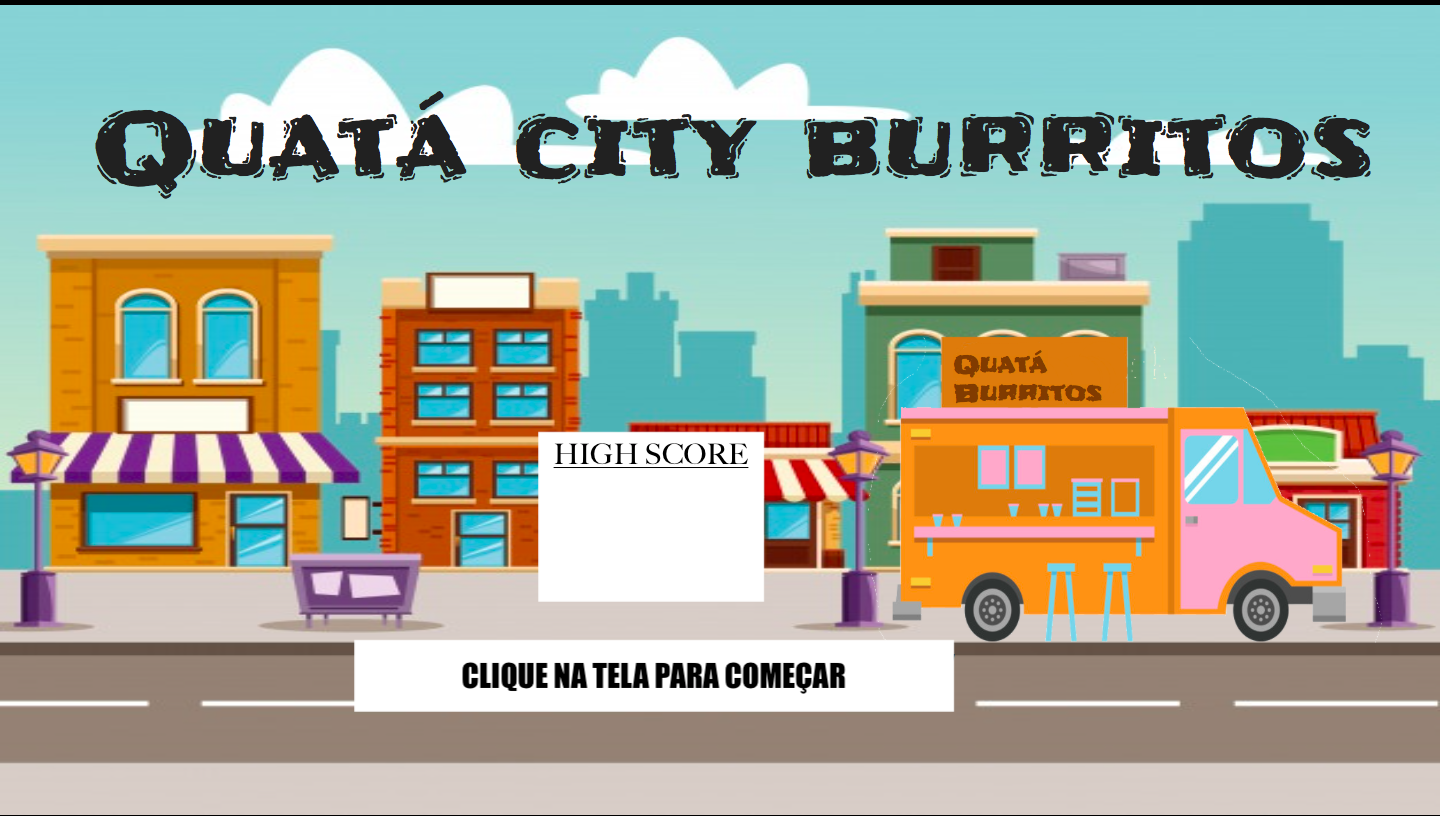 QUATÁ CITY BURRITOS
QUATÁ
BURRITOS
HIGH SCORE
CLIQUE NA TELA PARA COMEÇAR